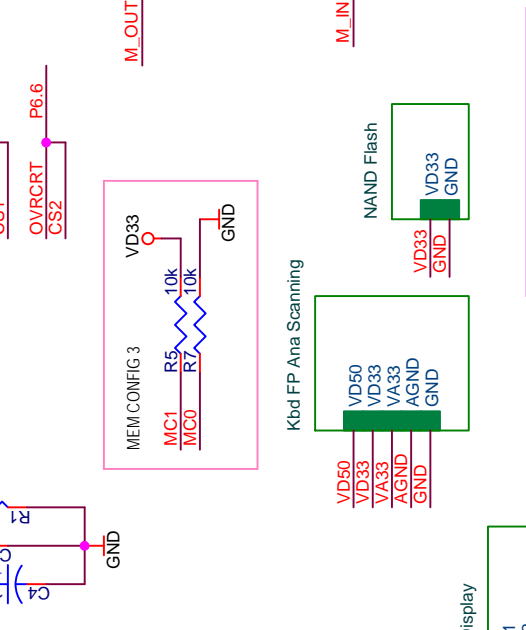 M_OUT
M_IN
P6.6
OVRCRT
CS2
NAND Flash
VD33
GND
VD33
GND
MEM CONFIG 3
VD33
GND
R5
10k
R7
10k
MC1
MC0
Kbd FP Ana Scanning
VD50
VD33
VA33
AGND
GND
VD50
VD33
VA33
AGND
GND
R1
C4
GND